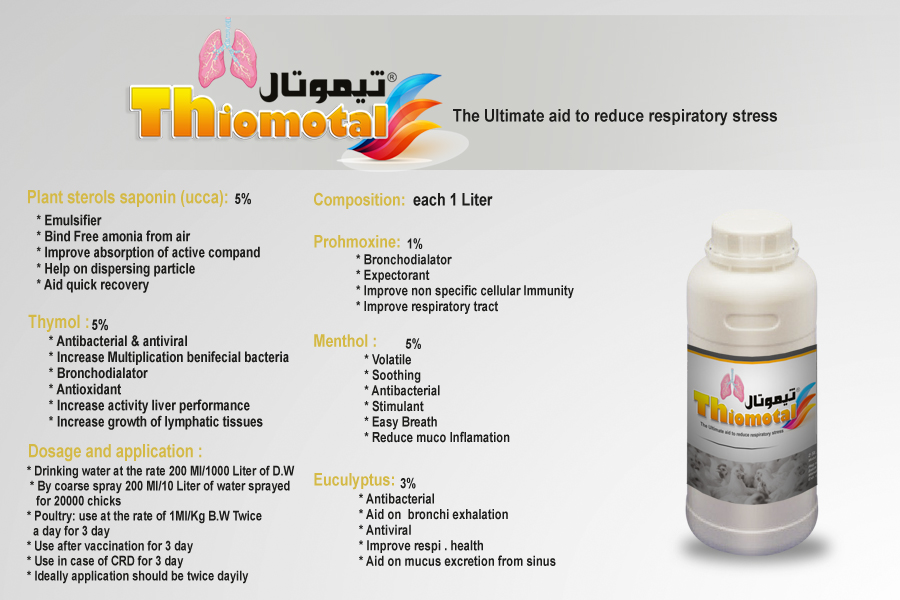 تيموتال®
Thiomotal
The Ultimate aid to reduce respiratory stress
Plant sterols saponin (ucca): 5%
* Emulsifier
* Bind Free amonia from air
* Improve absorption of active compand
* Help on dispersing particle
* Aid quick recovery
Thymol : 5%
* Antibacterial & antiviral
* Increase Multiplication benifecial bacteria
* Bronchodialator
* Antioxidant
* Increase activity liver performance
* Increase growth of lymphatic tissues
Dosage and application :
* Drinking water at the rate 200 Ml/1000 Liter of D.W
* By coarse spray 200 Ml/10 Liter of water sprayed
for 20000 chicks
* Poultry: use at the rate of 1Ml/Kg B.W Twice
a day for 3 day
* Use after vaccination for 3 day
* Use in case of CRD for 3 day
* Ideally application should be twice dayily
Composition: each 1 Liter
Prohmoxine: 1%
* Bronchodialator
* Expectorant
* Improve non specific cellular Immunity
* Improve respiratory tract
Menthol : 5%
* Volatile
* Soothing
* Antibacterial
* Stimulant
* Easy Breath
* Reduce muco Inflamation
Euculyptus: 3%
* Antibacterial
* Aid on bronchi exhalation
* Antiviral
* Improve respi . health
* Aid on mucus excretion from sinus
تيموتال®
Thiomotal
The Ultimate aid to reduce respiratory stress